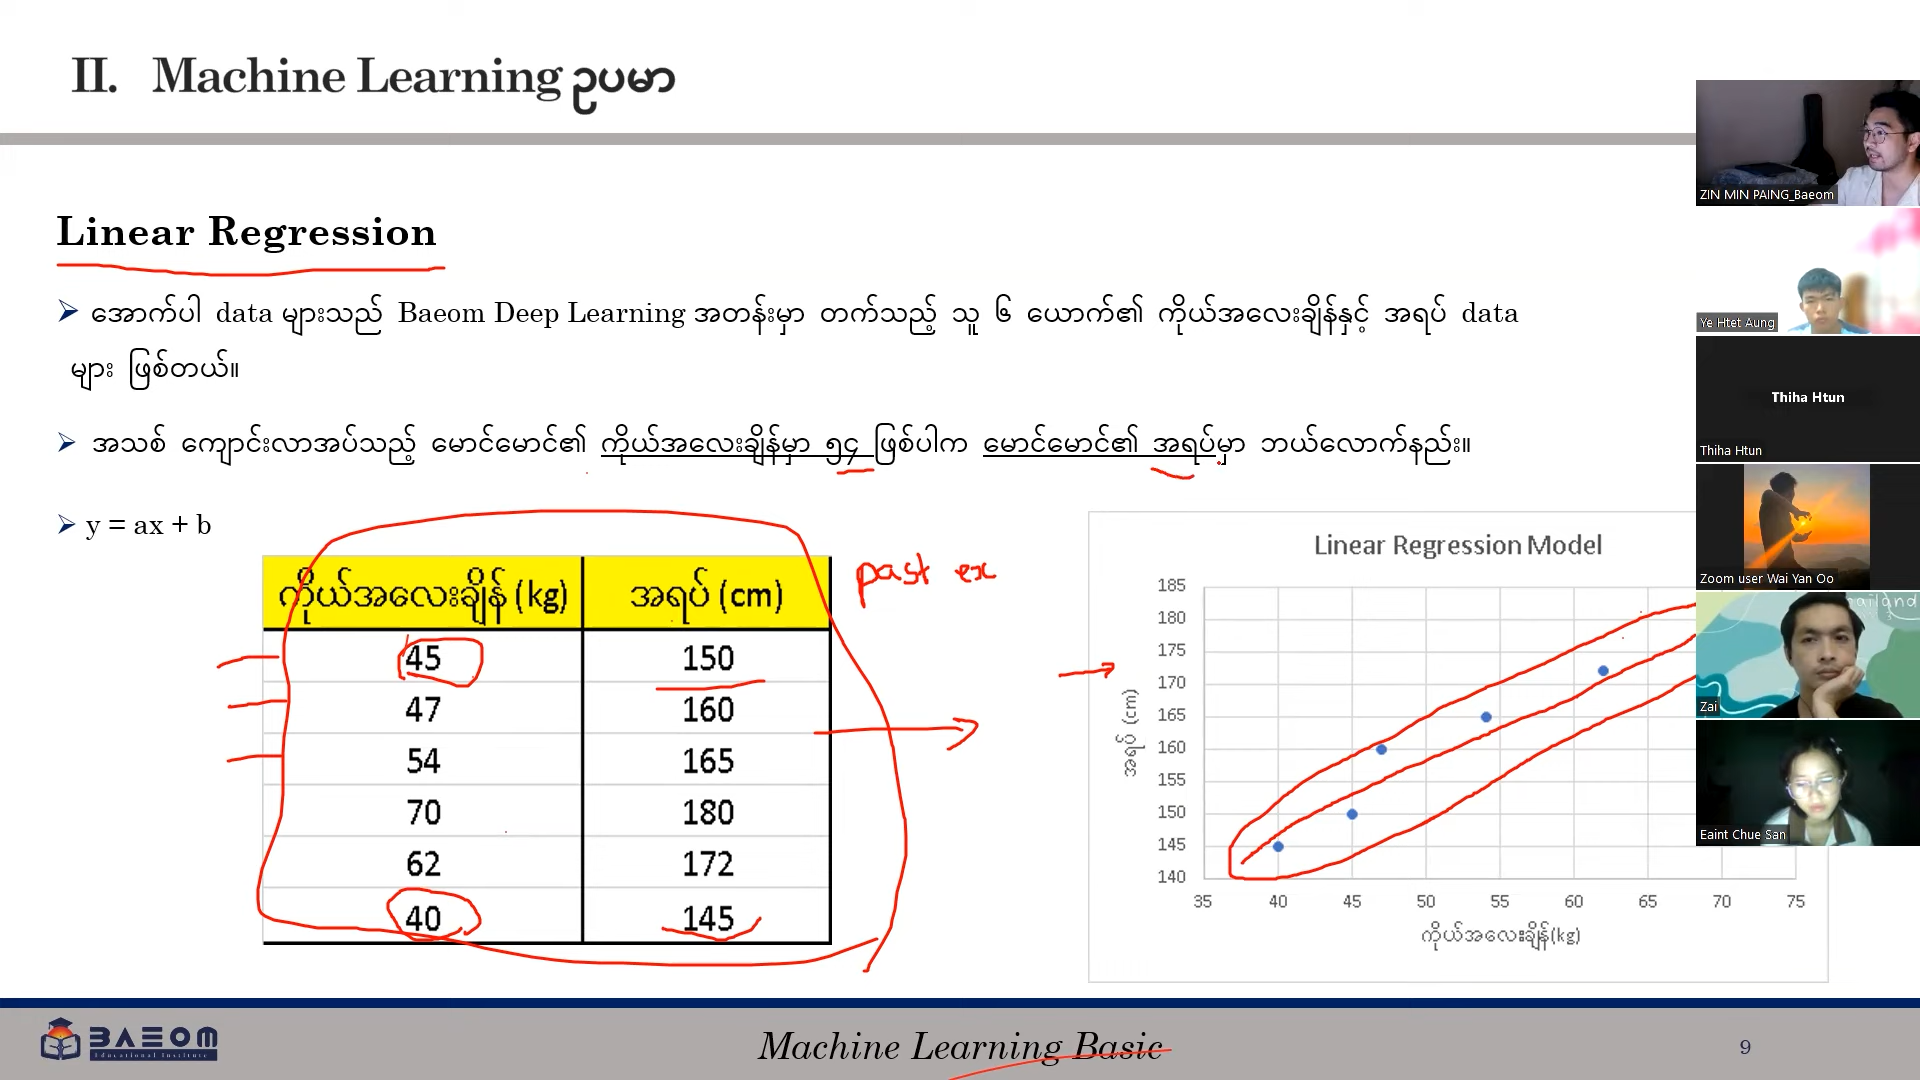 II. Machine Learning ဥပမာ
Linear Regression
➢ အောက်ပါ data များသည် Baeom Deep Learning အတန်းမှာ တက်သည့် သူ ၆ ယောက်၏ ကိုယ်အလေးချိန်နှင့် အရပ် data
များ ဖြစ်တယ်။
➢ အသစ် ကျောင်းလာအပ်သည့် မောင်မောင်၏ ကိုယ်အလေးချိန်မှာ ၅၄ ဖြစ်ပါက မောင်မောင်၏ အရပ်မှာ ဘယ်လောက်နည်း။
➢ y = ax + b
ကိုယ်အလေးချိန် (kg) အရပ် (cm)
45 150
47 160
54 165
70 180
62 172
40 145
past ex
Linear Regression Model
အရပ် (cm)
185
180
175
170
165
160
155
150
145
140
35 40 45 50 55 60 65 70 75
ကိုယ်အလေးချိန်(kg)
ZIN MIN PAING_Baeom
Ye Htet Aung
Thiha Htun
Thiha Htun
Zoom user Wai Yan Oo
ailand
Zai
Eaint Chue San
BAEOM
Educational Institute
Machine Learning Basic
9